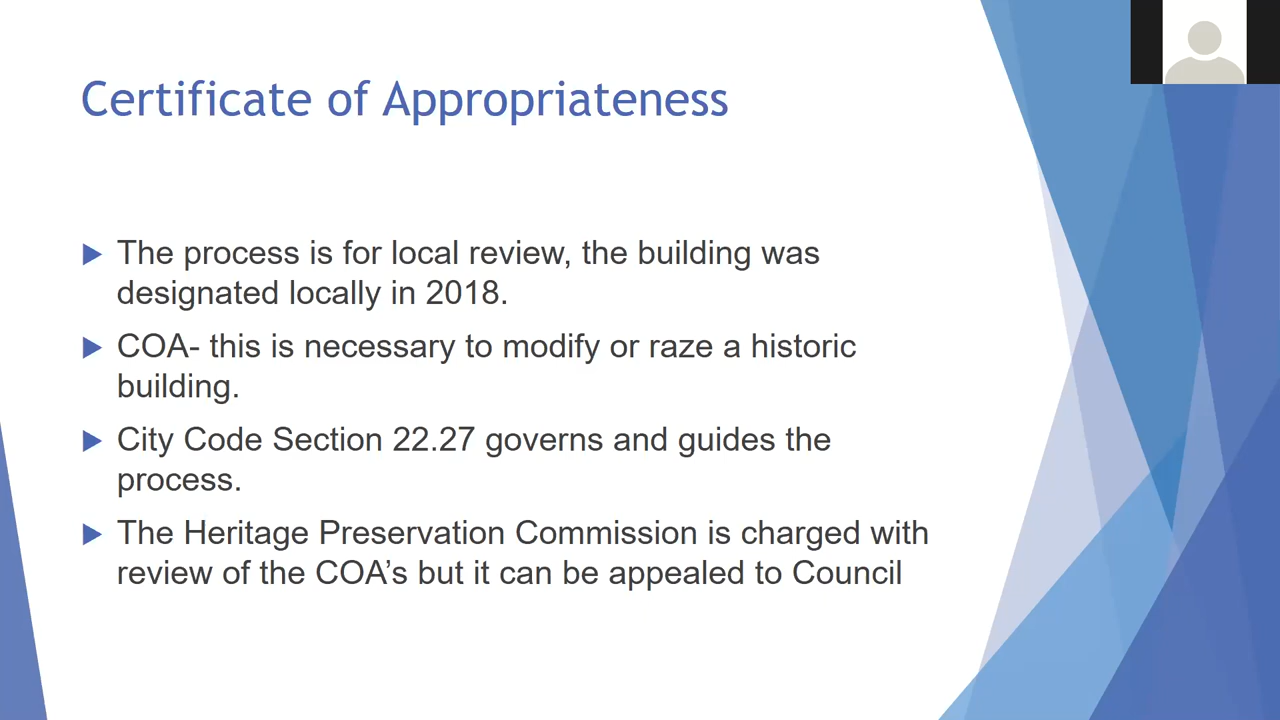 Certificate of Appropriateness
The process is for local review, the building was
designated locally in 2018.
COA- this is necessary to modify or raze a historic
building.
City Code Section 22.27 governs and guides the
process.
The Heritage Preservation Commission is charged with
review of the COA’s but it can be appealed to Council